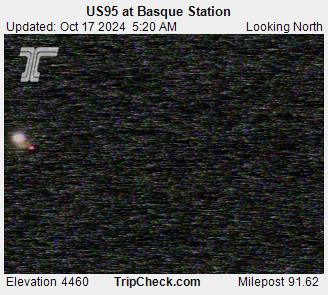 US95 at Basque Station
Updated: Oct 17 2024 5:20 AM Looking North
Elevation 4460 TripCheck.com Milepost 91.62